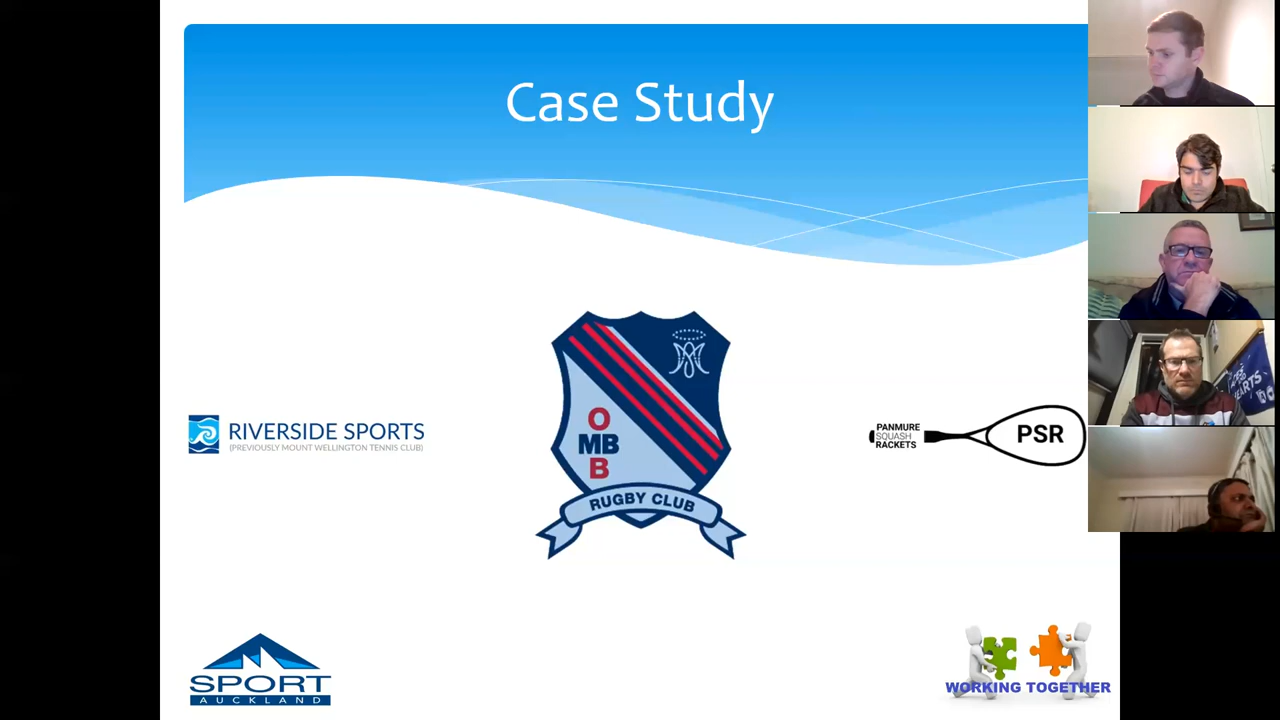 Case Study
RIVERSIDE SPORTS
(PREVIOUSLY MOUNT WELLINGTON TENNIS CLUB)
O
MB
B
RUGBY CLUB
PANMURE
SQUASH
RACKETS
PSR
HEARTS
SPORT
AUCKLAND
WORKING TOGETHER